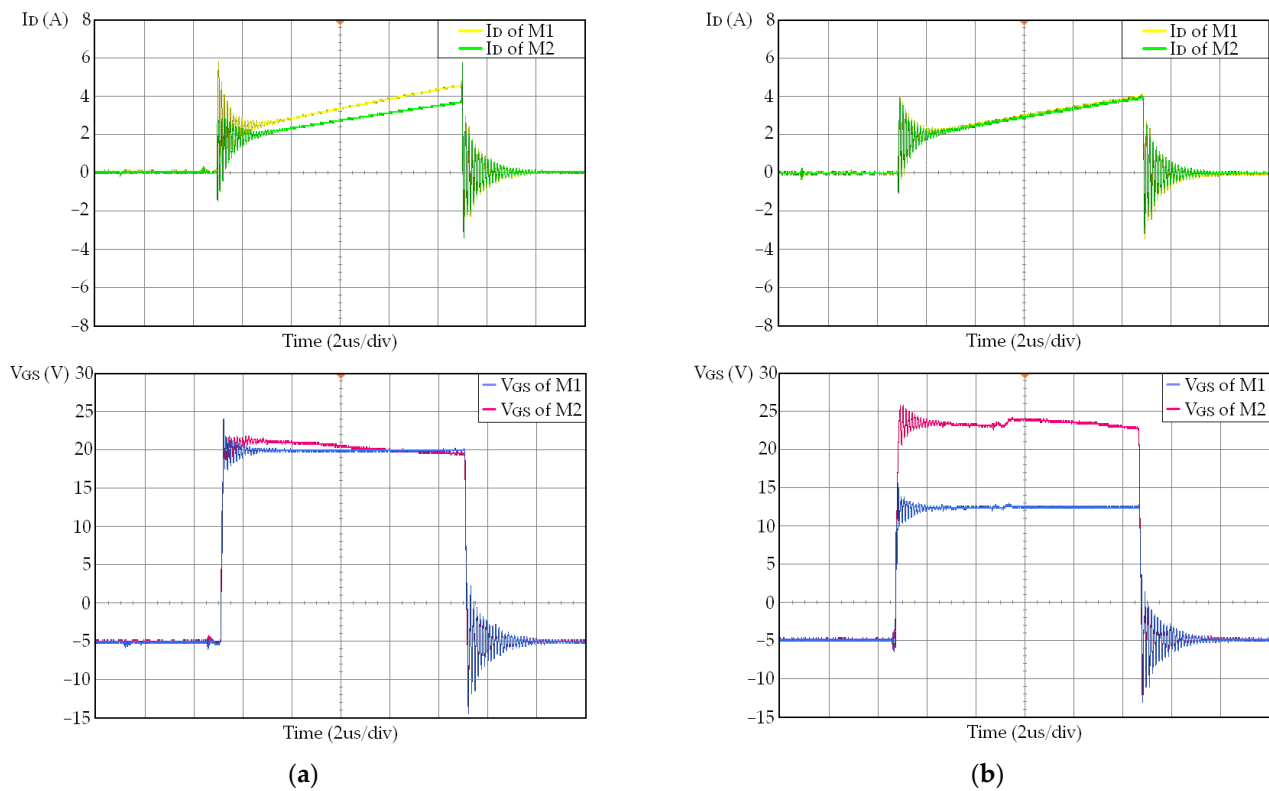 ID (A)
8
6
4
2
0
−2
−4
−6
−8
ID of M1
ID of M2
Time (2us/div)
ID (A)
8
6
4
2
0
−2
−4
−6
−8
ID of M1
ID of M2
Time (2us/div)
VGS (V)
30
25
20
15
10
5
0
−5
−10
−15
VGS of M1
VGS of M2
Time (2us/div)
VGS (V)
30
25
20
15
10
5
0
−5
−10
−15
VGS of M1
VGS of M2
Time (2us/div)
(a)
(b)